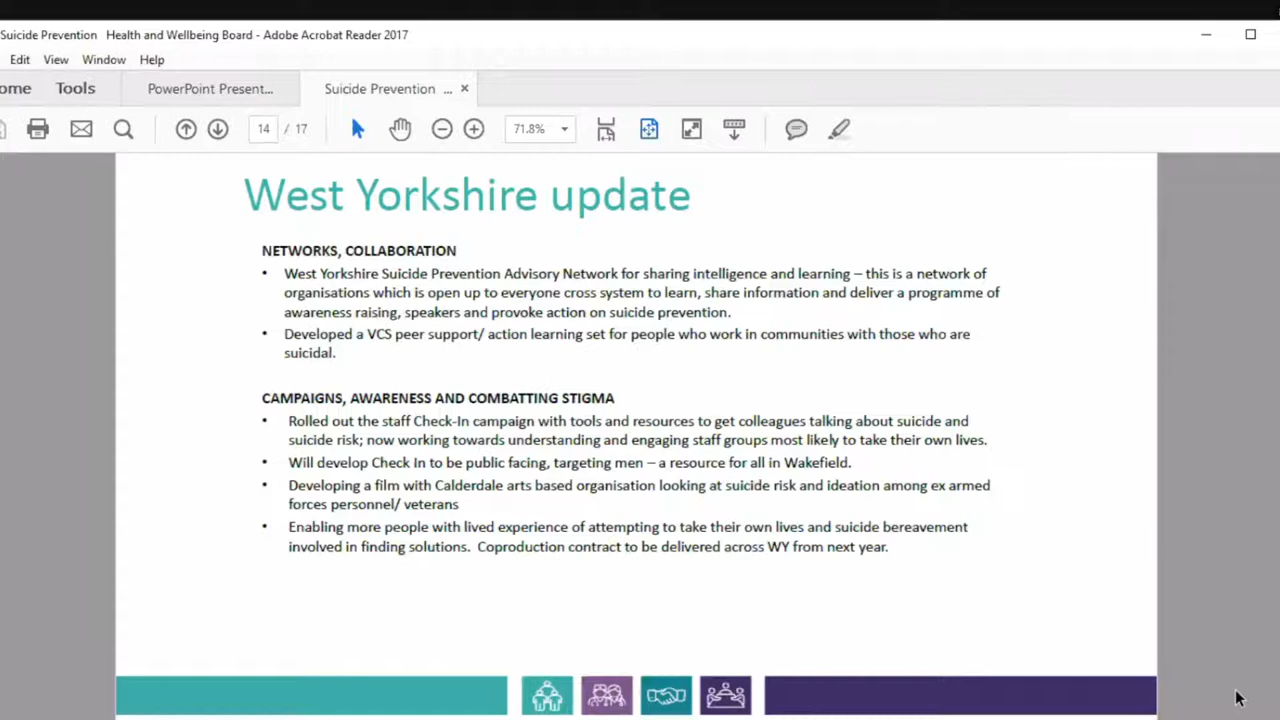 Suicide Prevention Health and Wellbeing Board - Adobe Acrobat Reader 2017
Edit View Window Help
ome Tools PowerPoint Present... Suicide Prevention ... ×
14 / 17 71.8%
West Yorkshire update
NETWORKS, COLLABORATION
• West Yorkshire Suicide Prevention Advisory Network for sharing intelligence and learning – this is a network of
organisations which is open up to everyone cross system to learn, share information and deliver a programme of
awareness raising, speakers and provoke action on suicide prevention.
• Developed a VCS peer support/ action learning set for people who work in communities with those who are
suicidal.
CAMPAIGNS, AWARENESS AND COMBATTING STIGMA
• Rolled out the staff Check-In campaign with tools and resources to get colleagues talking about suicide and
suicide risk; now working towards understanding and engaging staff groups most likely to take their own lives.
• Will develop Check In to be public facing, targeting men – a resource for all in Wakefield.
• Developing a film with Calderdale arts based organisation looking at suicide risk and ideation among ex armed
forces personnel/ veterans
• Enabling more people with lived experience of attempting to take their own lives and suicide bereavement
involved in finding solutions. Coproduction contract to be delivered across WY from next year.